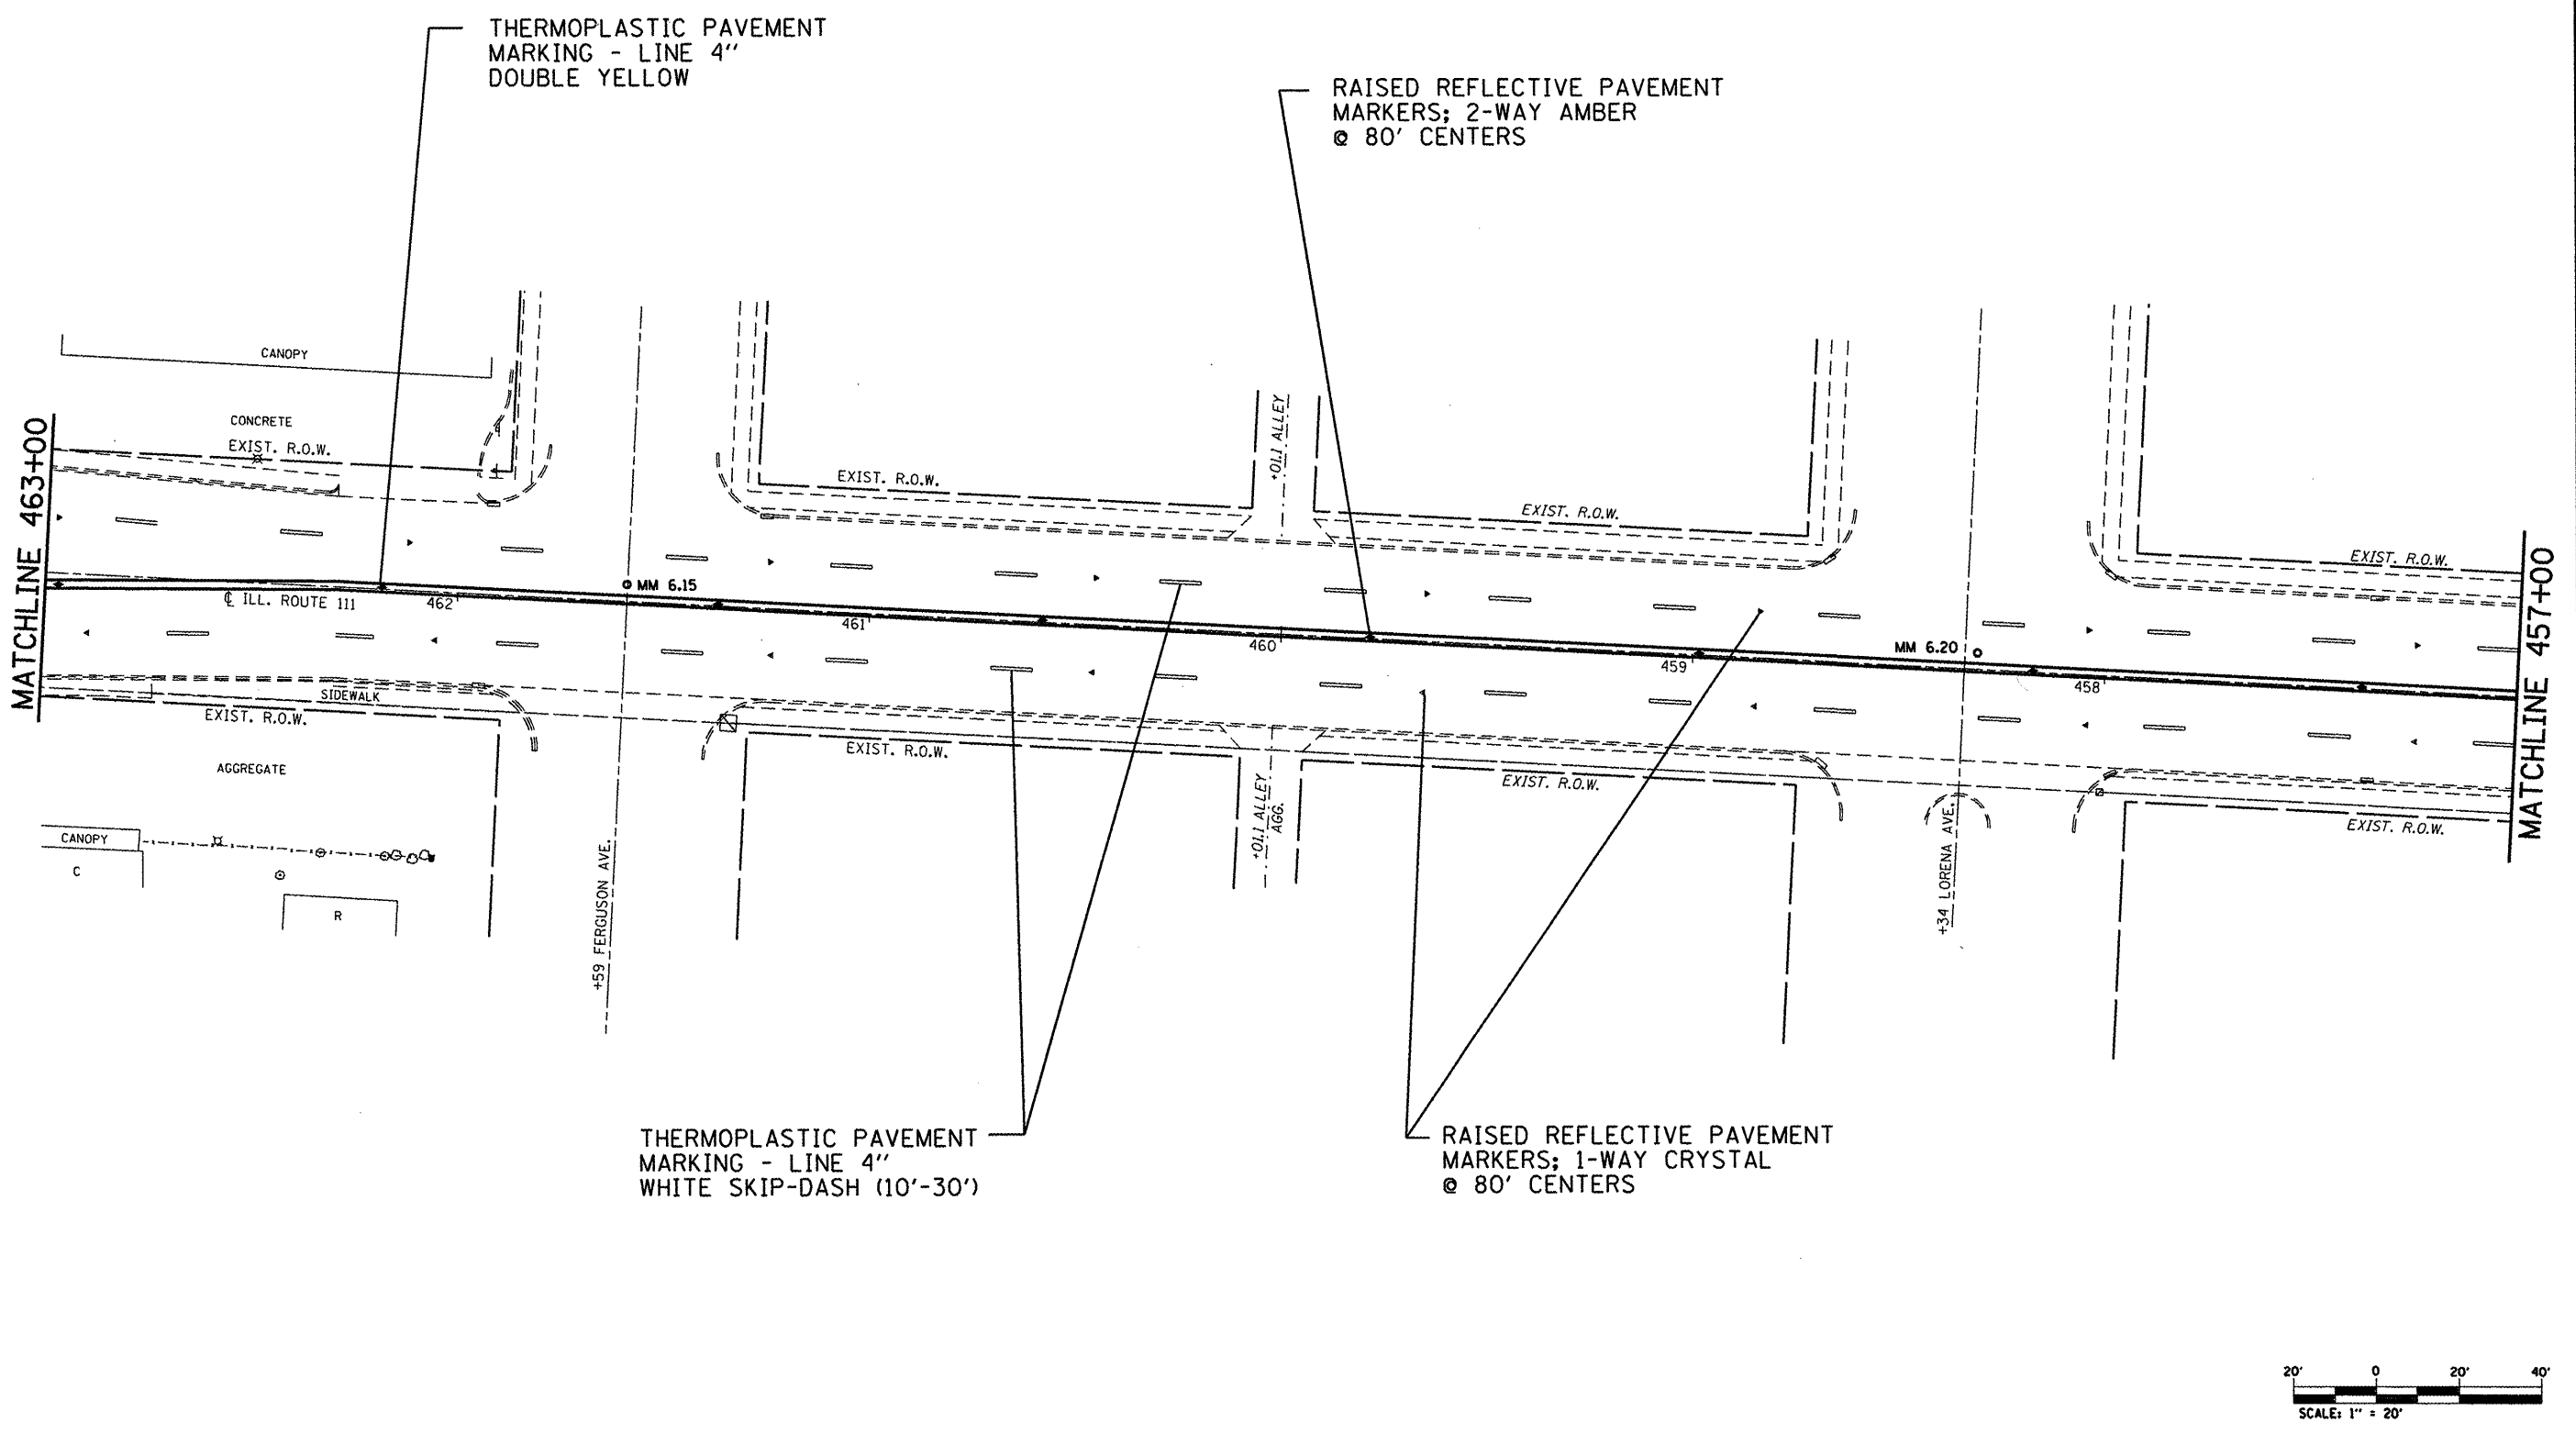 THERMOPLASTIC PAVEMENT
MARKING - LINE 4"
DOUBLE YELLOW
RAISED REFLECTIVE PAVEMENT
MARKERS; 2-WAY AMBER
@ 80' CENTERS
CANOPY
CONCRETE
EXIST. R.O.W.
MATCHLINE 463+00
EXIST. R.O.W.
+01.1 ALLEY
EXIST. R.O.W.
EXIST. R.O.W.
MATCHLINE 457+00
℄ ILL. ROUTE 111
462
MM 6.15
461
460
459
MM 6.20
458
SIDEWALK
EXIST. R.O.W.
EXIST. R.O.W.
EXIST. R.O.W.
EXIST. R.O.W.
AGGREGATE
CANOPY
C
R
+59 FERGUSON AVE.
+01.1 ALLEY
AGG.
+34 LORENA AVE.
THERMOPLASTIC PAVEMENT
MARKING - LINE 4"
WHITE SKIP-DASH (10'-30')
RAISED REFLECTIVE PAVEMENT
MARKERS; 1-WAY CRYSTAL
@ 80' CENTERS
20' 0 20' 40'
SCALE: 1" = 20'